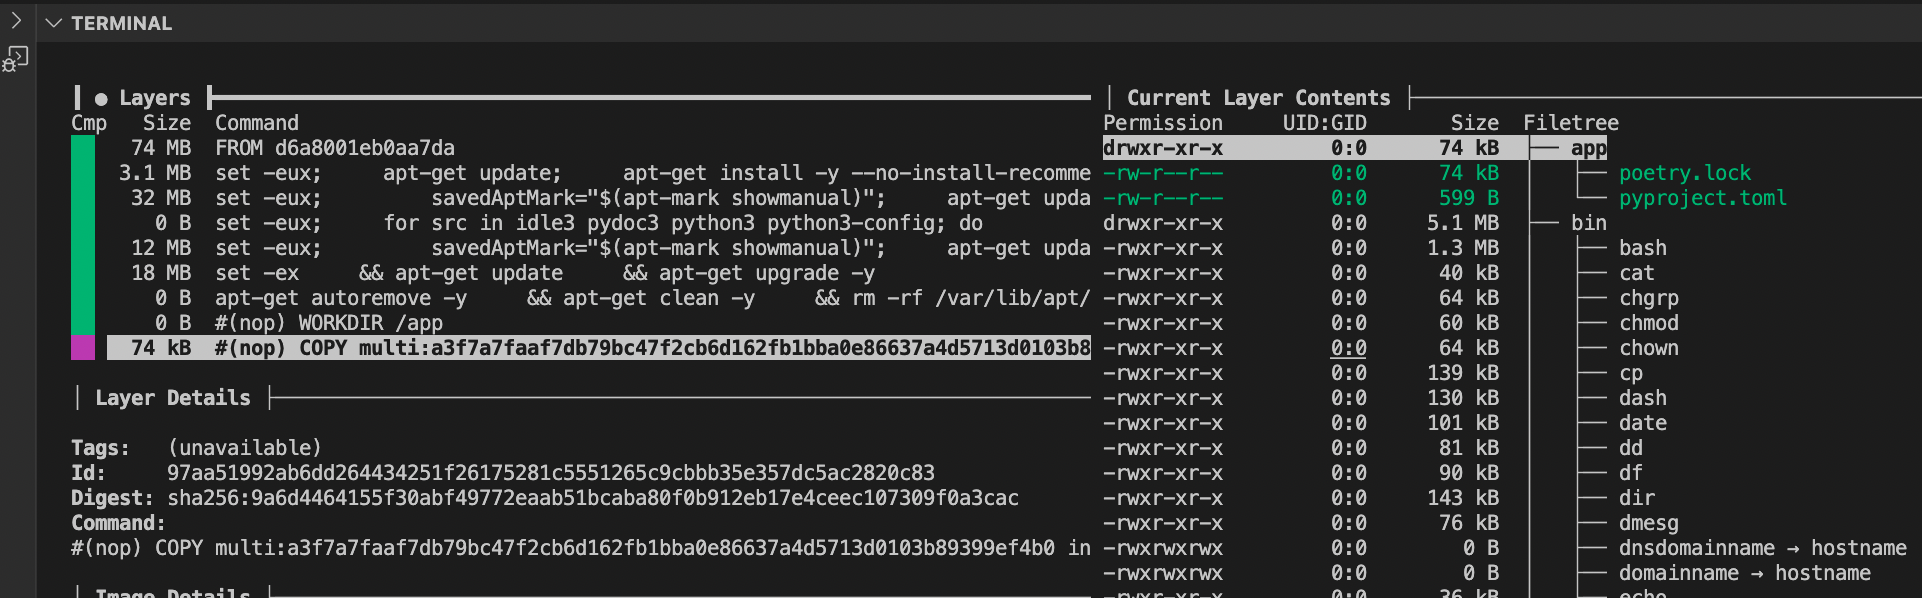 TERMINAL
● Layers
Cmp Size Command
74 MB FROM d6a8001eb0aa7da
3.1 MB set -eux; apt-get update; apt-get install -y --no-install-recomme
32 MB set -eux; savedAptMark="$(apt-mark showmanual)"; apt-get upda
0 B set -eux; for src in idle3 pydoc3 python3 python3-config; do
12 MB set -eux; savedAptMark="$(apt-mark showmanual)"; apt-get upda
18 MB set -ex && apt-get update && apt-get upgrade -y
0 B apt-get autoremove -y && apt-get clean -y && rm -rf /var/lib/apt/
0 B #(nop) WORKDIR /app
74 kB #(nop) COPY multi:a3f7a7faaf7db79bc47f2cb6d162fb1bba0e86637a4d5713d0103b8
Layer Details
Tags: (unavailable)
Id: 97aa51992ab6dd264434251f26175281c5551265c9cbbb35e357dc5ac2820c83
Digest: sha256:9a6d4464155f30abf49772eaab51bcaba80f0b912eb17e4ceec107309f0a3cac
Command:
#(nop) COPY multi:a3f7a7faaf7db79bc47f2cb6d162fb1bba0e86637a4d5713d0103b89399ef4b0 in
Image Details
Current Layer Contents
Permission UID:GID Size Filetree
drwxr-xr-x 0:0 74 kB ├── app
-rw-r--r-- 0:0 74 kB │ ├── poetry.lock
-rw-r--r-- 0:0 599 B │ └── pyproject.toml
drwxr-xr-x 0:0 5.1 MB ├── bin
-rwxr-xr-x 0:0 1.3 MB │ ├── bash
-rwxr-xr-x 0:0 40 kB │ ├── cat
-rwxr-xr-x 0:0 64 kB │ ├── chgrp
-rwxr-xr-x 0:0 60 kB │ ├── chmod
-rwxr-xr-x 0:0 64 kB │ ├── chown
-rwxr-xr-x 0:0 139 kB │ ├── cp
-rwxr-xr-x 0:0 130 kB │ ├── dash
-rwxr-xr-x 0:0 101 kB │ ├── date
-rwxr-xr-x 0:0 81 kB │ ├── dd
-rwxr-xr-x 0:0 90 kB │ ├── df
-rwxr-xr-x 0:0 143 kB │ ├── dir
-rwxr-xr-x 0:0 76 kB │ ├── dmesg
-rwxrwxrwx 0:0 0 B │ ├── dnsdomainname → hostname
-rwxrwxrwx 0:0 0 B │ ├── domainname → hostname
-rwxr-xr-x 0:0 36 kB │ ├── echo